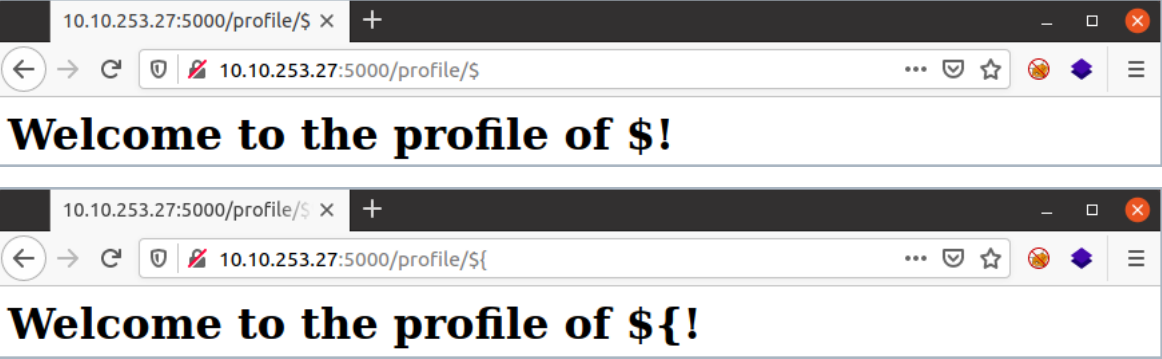 10.10.253.27:5000/profile/$
10.10.253.27:5000/profile/$
Welcome to the profile of $!
10.10.253.27:5000/profile/$
10.10.253.27:5000/profile/${
Welcome to the profile of ${!